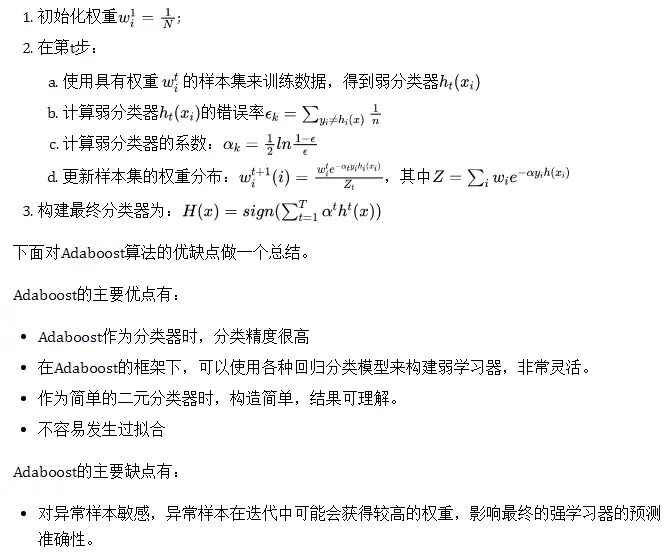 1. 初始化权重$w_i^1 = \frac{1}{N}$;
2. 在第t步：
a. 使用具有权重 $w_i^t$ 的样本集来训练数据，得到弱分类器$h_t(x_i)$
b. 计算弱分类器$h_t(x_i)$的错误率$\epsilon_k = \sum_{y_i \neq h_i(x)} \frac{1}{n}$
c. 计算弱分类器的系数：$\alpha_k = \frac{1}{2} ln \frac{1-\epsilon}{\epsilon}$
d. 更新样本集的权重分布：$w_i^{t+1}(i) = \frac{w_i^t e^{-\alpha_t y_i h_i(x_i)}}{Z_t}$，其中$Z = \sum_i w_i e^{-\alpha y_i h(x_i)}$
3. 构建最终分类器为：$H(x) = sign(\sum_{t=1}^T \alpha^t h^t(x))$
下面对Adaboost算法的优缺点做一个总结。
Adaboost的主要优点有：
• Adaboost作为分类器时，分类精度很高
• 在Adaboost的框架下，可以使用各种回归分类模型来构建弱学习器，非常灵活。
• 作为简单的二元分类器时，构造简单，结果可理解。
• 不容易发生过拟合
Adaboost的主要缺点有：
• 对异常样本敏感，异常样本在迭代中可能会获得较高的权重，影响最终的强学习器的预测
准确性。